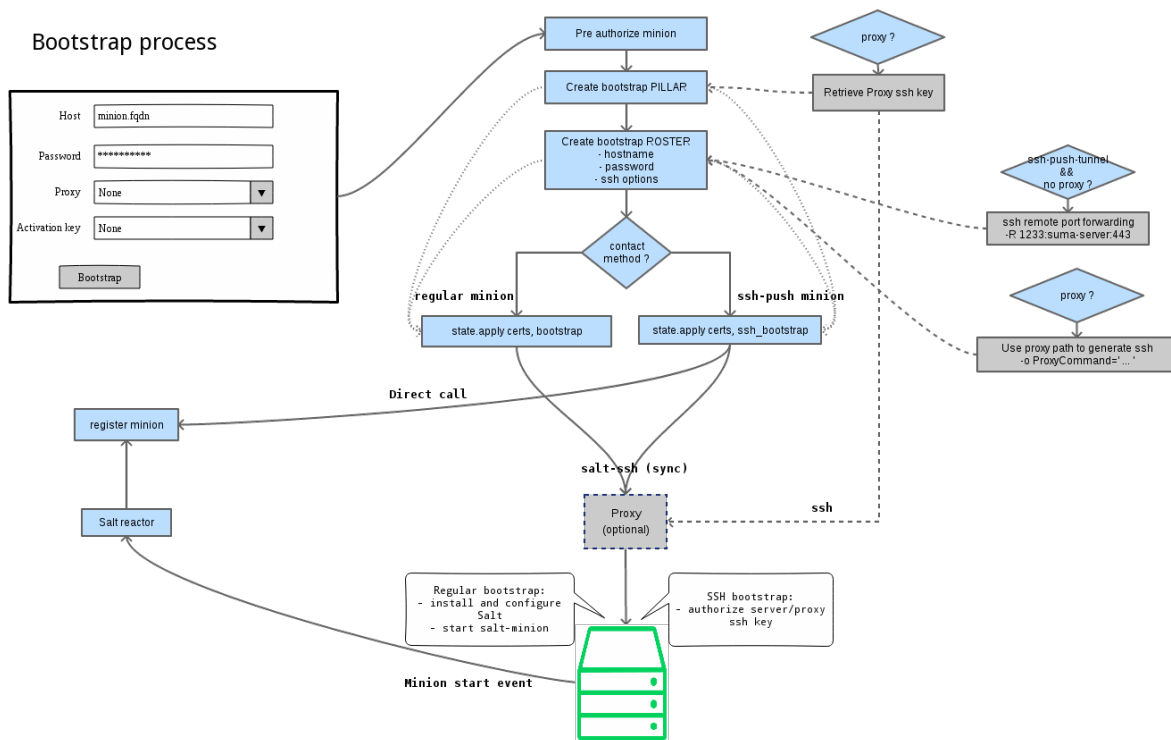 Bootstrap process
Host
minion.fqdn
Password
**********
Proxy
None
Activation key
None
Bootstrap
Pre authorize minion
Create bootstrap PILLAR
Create bootstrap ROSTER
- hostname
- password
- ssh options
contact
method ?
regular minion
ssh-push minion
state.apply certs, bootstrap
state.apply certs, ssh_bootstrap
proxy ?
Retrieve Proxy ssh key
ssh-push-tunnel
&&
no proxy ?
ssh remote port forwarding
-R 1233:suma-server:443
proxy ?
Use proxy path to generate ssh
-o ProxyCommand=' ... '
Direct call
register minion
Salt reactor
salt-ssh (sync)
Proxy
(optional)
ssh
Regular bootstrap:
- install and configure
Salt
- start salt-minion
SSH bootstrap:
- authorize server/proxy
ssh key
Minion start event